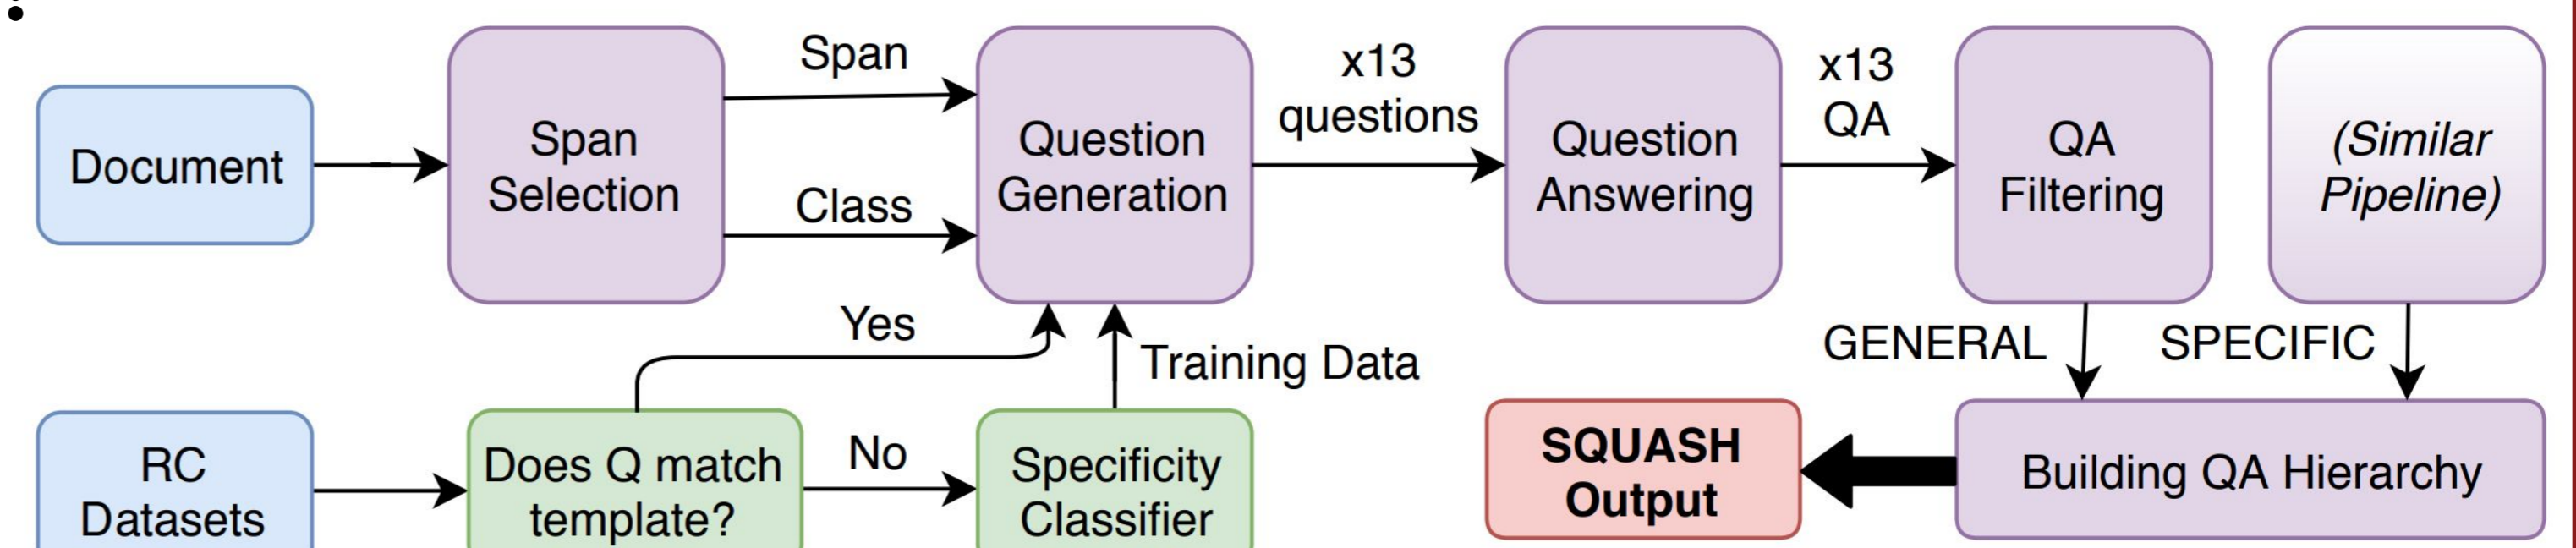 Document
Span
Selection
Span
Class
Question
Generation
x13
questions
Question
Answering
x13
QA
QA
Filtering
(Similar
Pipeline)
Yes
Training Data
GENERAL
SPECIFIC
RC
Datasets
Does Q match
template?
No
Specificity
Classifier
SQUASH
Output
Building QA Hierarchy